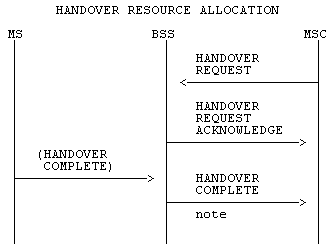 HANDOVER RESOURCE ALLOCATION
MS BSS MSC
HANDOVER
REQUEST
HANDOVER
REQUEST
ACKNOWLEDGE
(HANDOVER
COMPLETE)
HANDOVER
COMPLETE
note